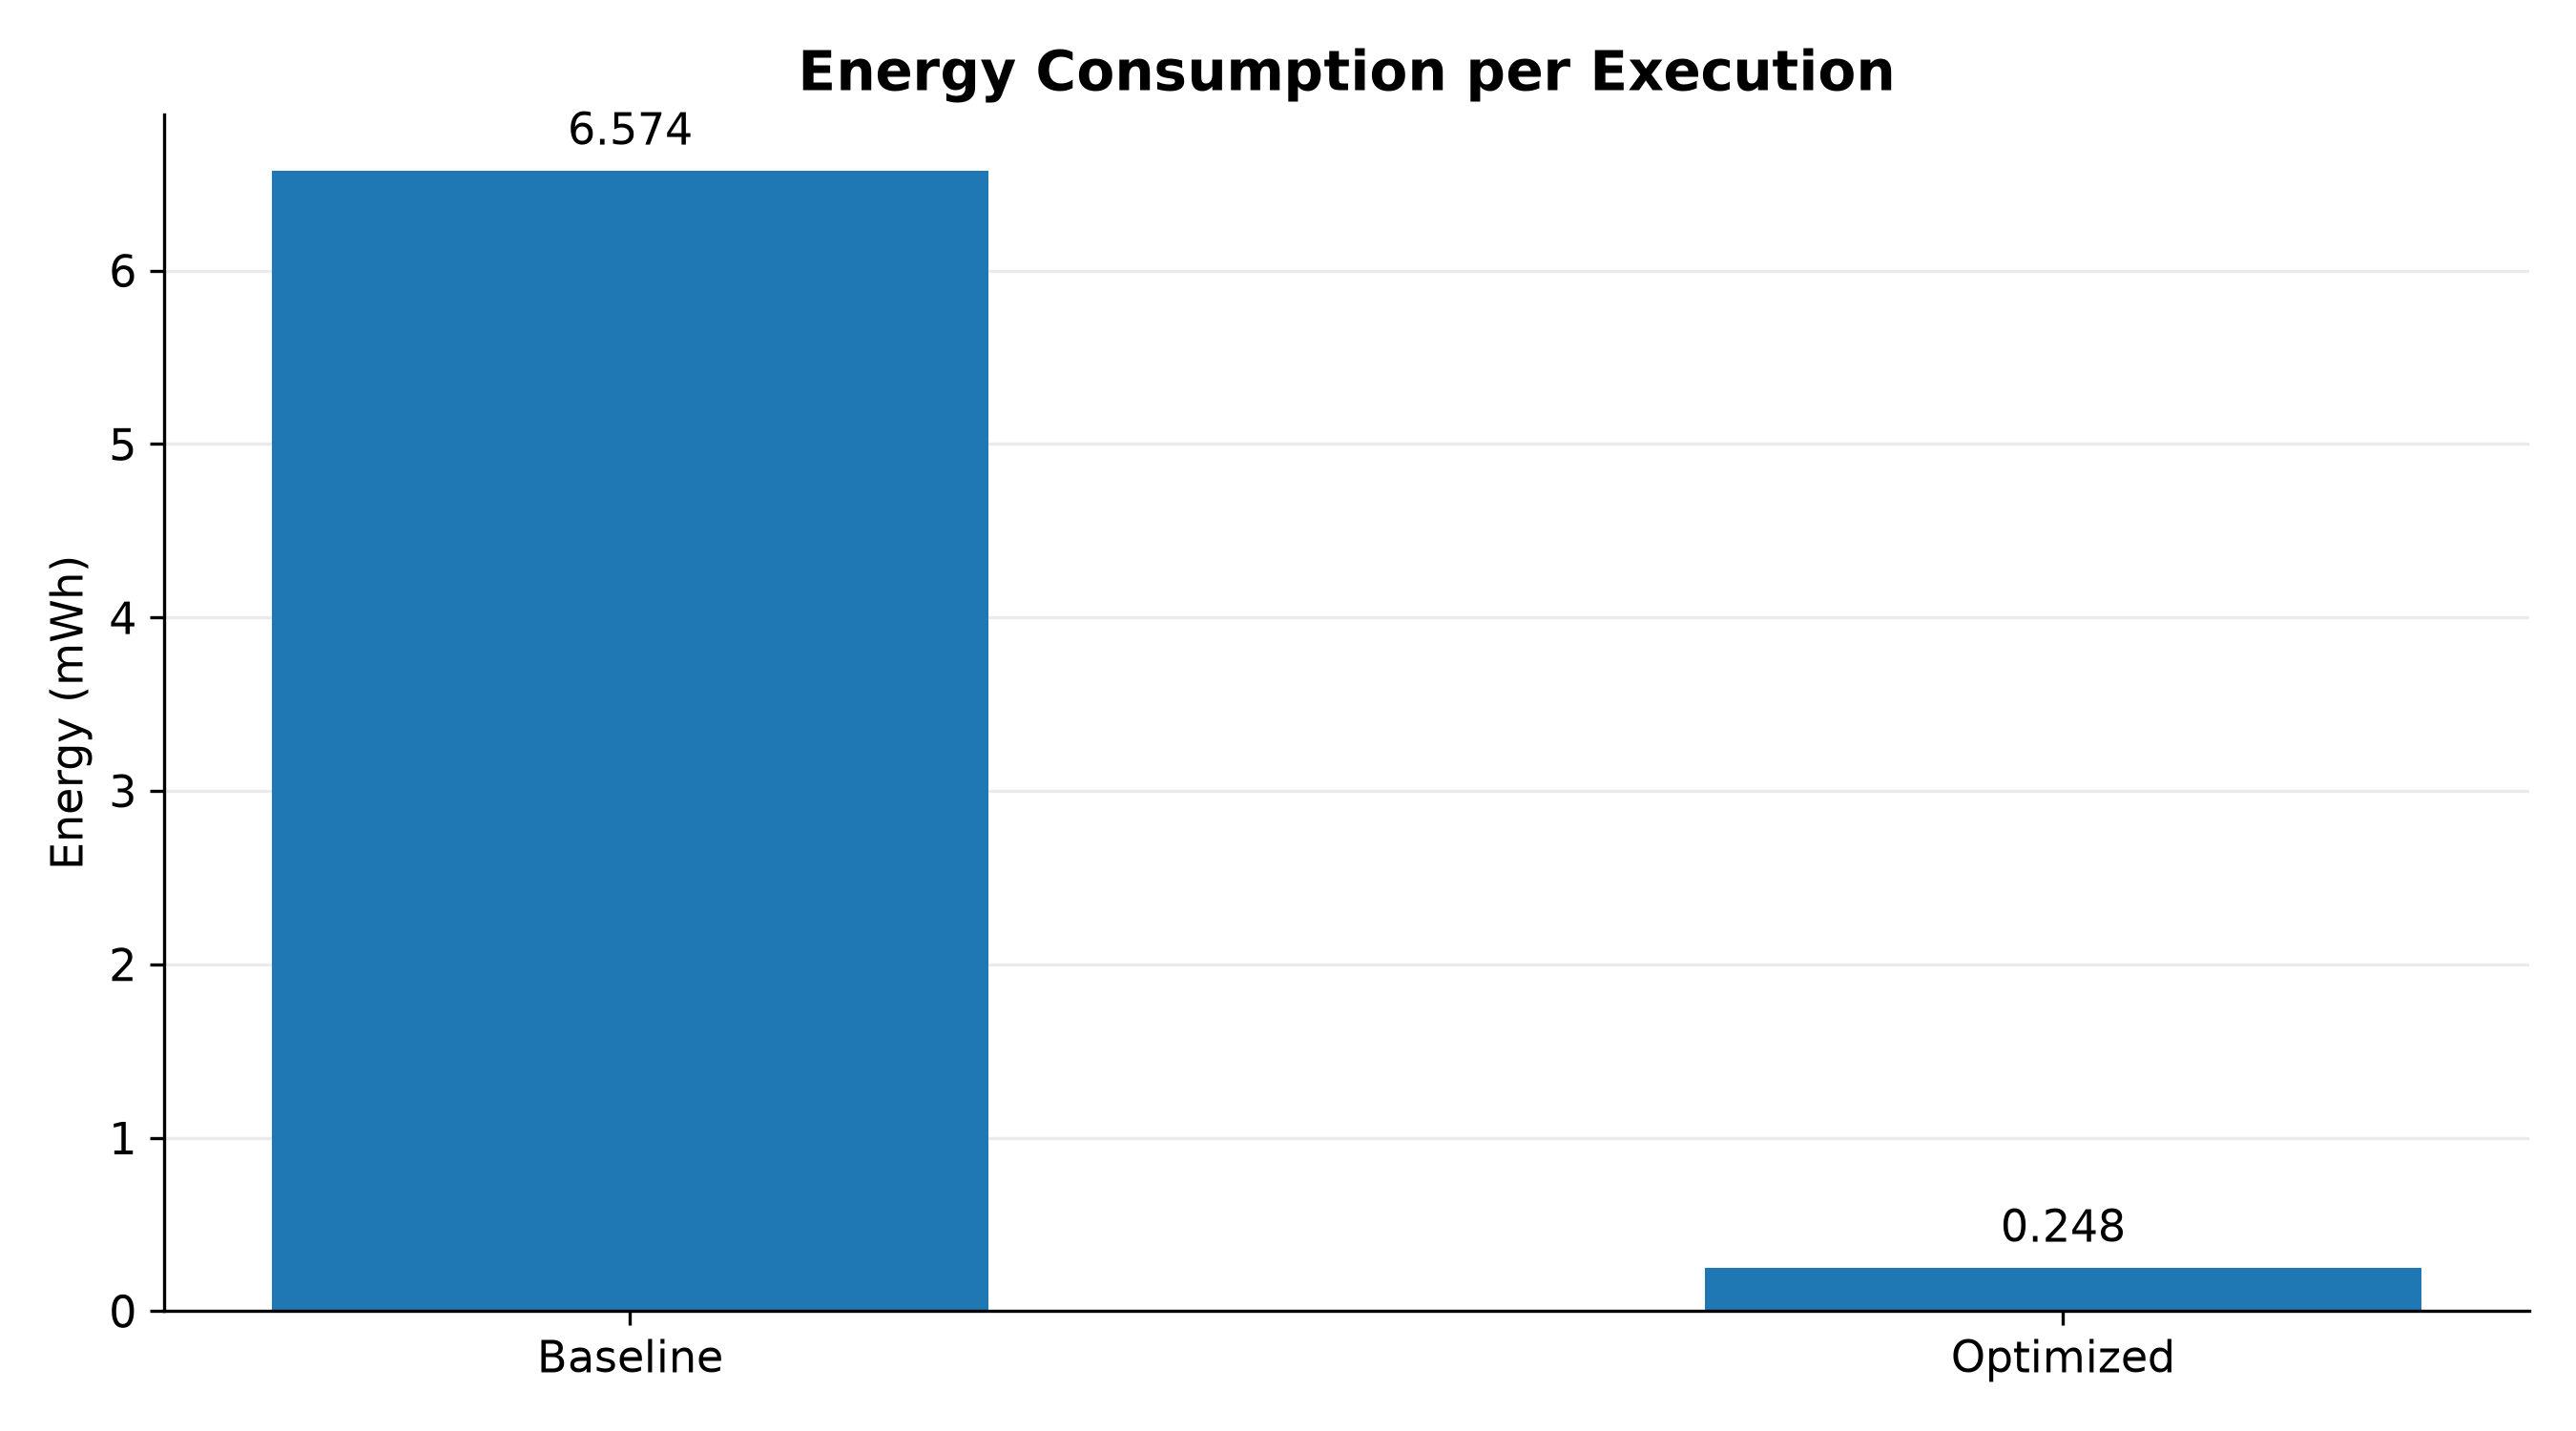 Energy Consumption per Execution
6.574
6
5
4
3
2
1
0
Energy (mWh)
0.248
Baseline
Optimized